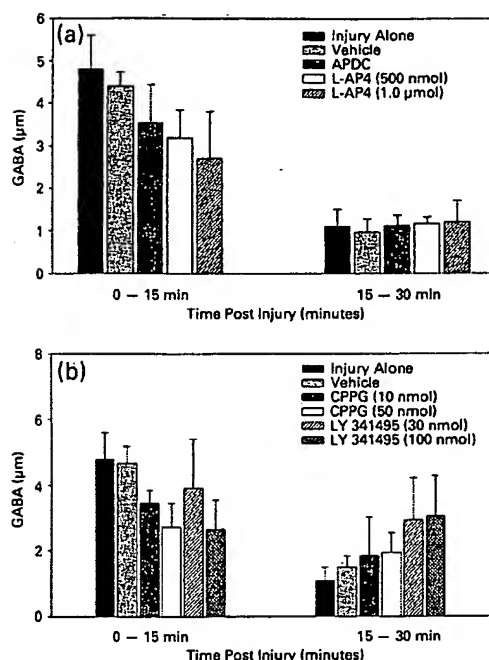 (a)
Injury Alone
Vehicle
APDC
L-AP4 (500 nmol)
L-AP4 (1.0 µmol)
6
5
4
3
2
1
0
GABA (µm)
0 – 15 min
15 – 30 min
Time Post Injury (minutes)
(b)
Injury Alone
Vehicle
CPPG (10 nmol)
CPPG (50 nmol)
LY 341495 (30 nmol)
LY 341495 (100 nmol)
8
6
4
2
0
GABA (µm)
0 – 15 min
15 – 30 min
Time Post Injury (minutes)